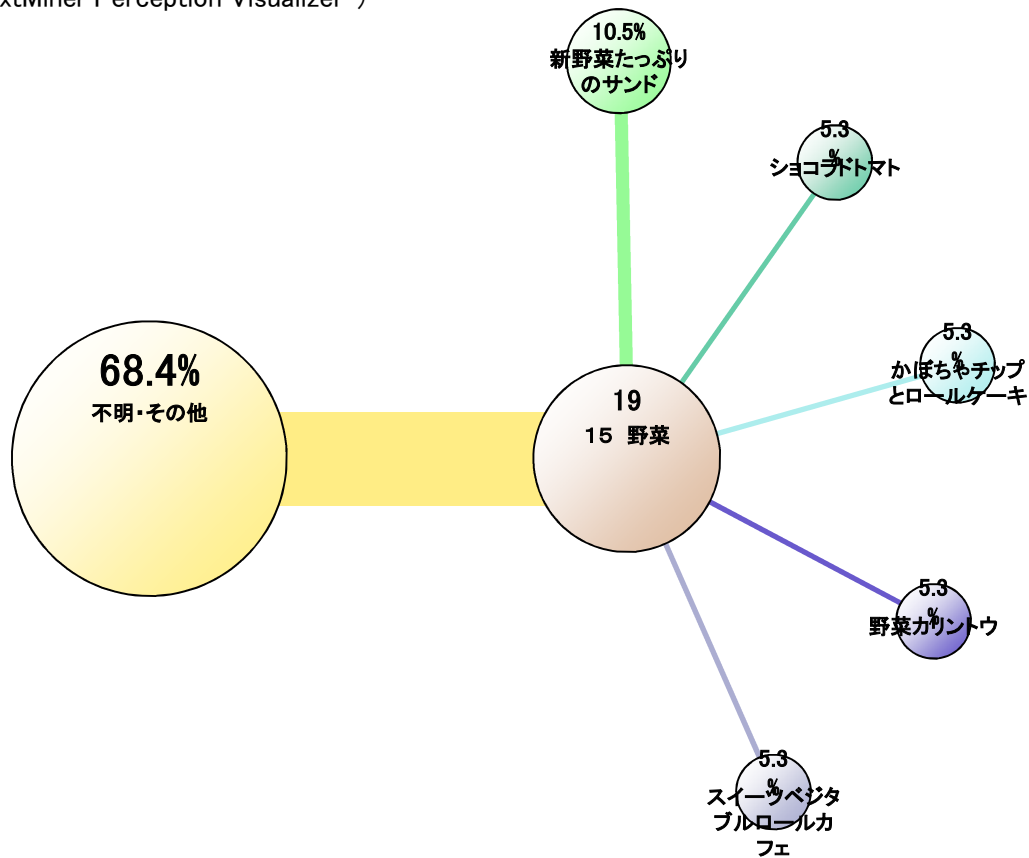 xtMiner Perception Visualizer )
10.5%
新野菜たっぷり
のサンド
5.3
%
ショコラドトマト
5.3
%
かぼちゃチップ
とロールケーキ
68.4%
不明・その他
19
15 野菜
5.3
%
野菜カリントウ
5.3
%
スイーツベジタ
ブルロールカ
フェ